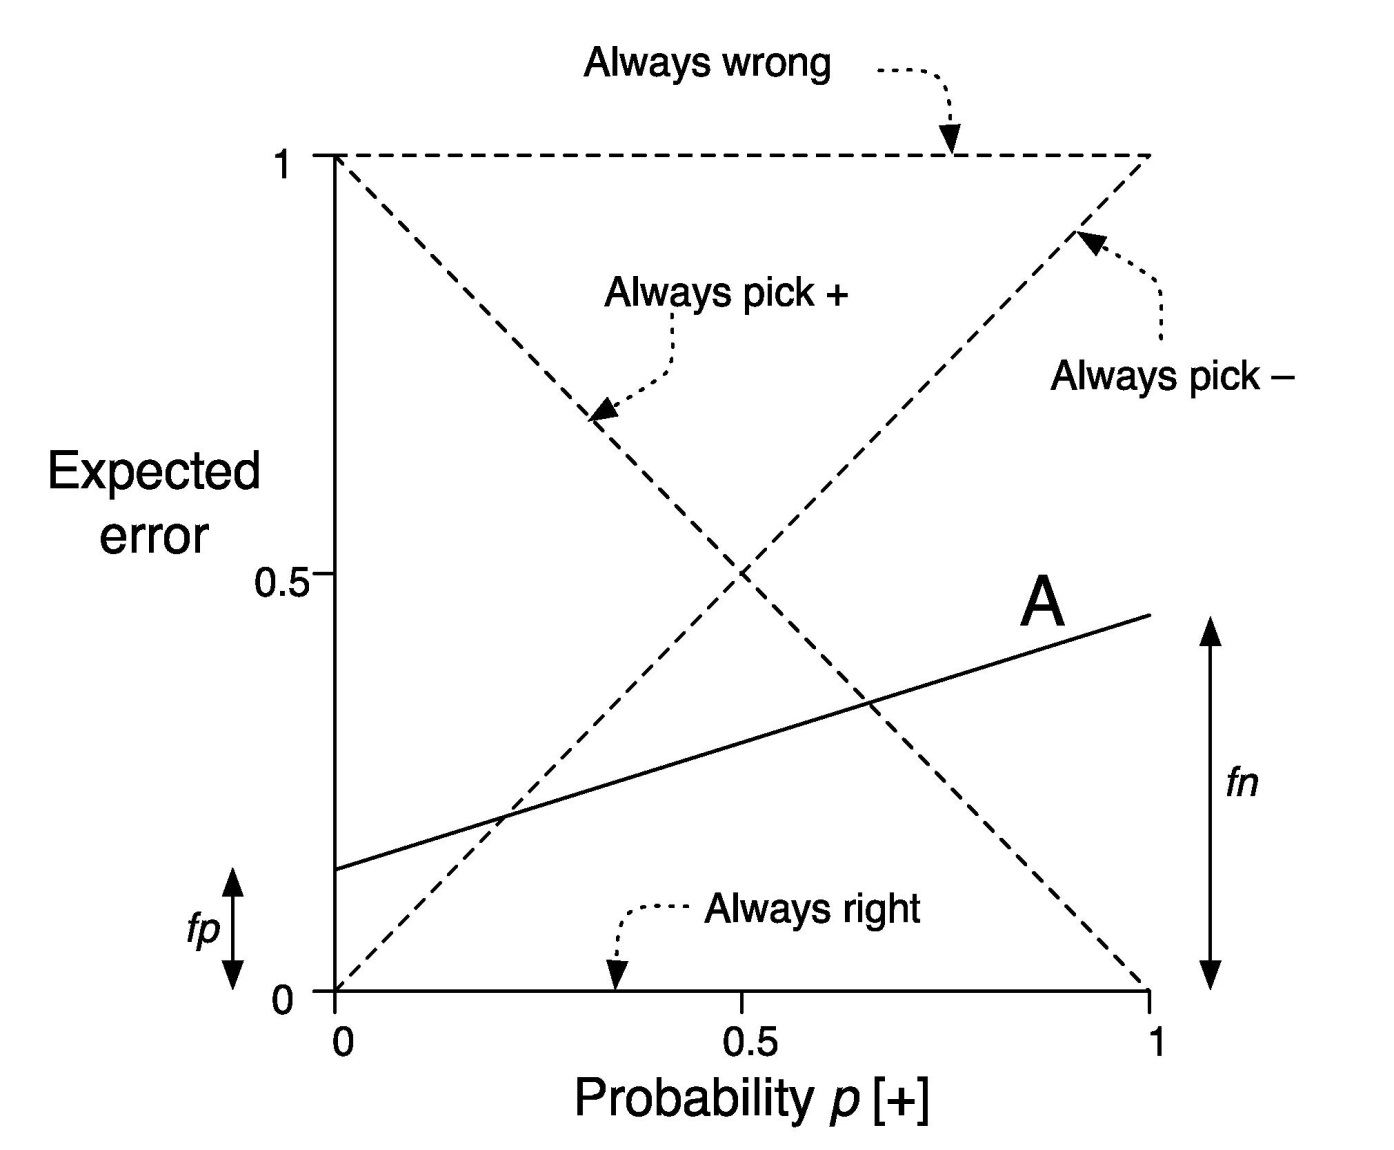 Always wrong
1
Always pick +
Always pick –
Expected
error
0.5
A
fn
Always right
fp
0
0
0.5
1
Probability p [+]